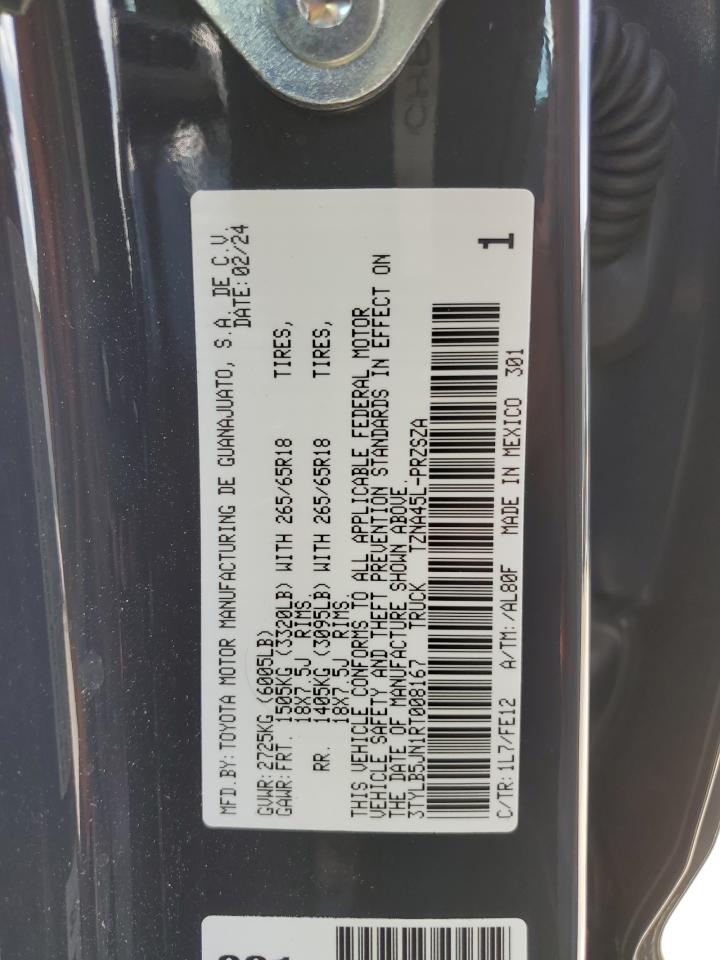 MFD.BY: TOYOTA MOTOR MANUFACTURING DE GUANAJUATO, S.A. DE C.V.
DATE: 02/24
GVWR: 2725KG (6005LB)
GAWR: FRT. 1505KG (3320LB) WITH 265/65R18 TIRES,
18X7.5J RIMS
RR. 1405KG (3095LB) WITH 265/65R18 TIRES,
18X7.5J RIMS
THIS VEHICLE CONFORMS TO ALL APPLICABLE FEDERAL MOTOR
VEHICLE SAFETY AND THEFT PREVENTION STANDARDS IN EFFECT ON
THE DATE OF MANUFACTURE SHOWN ABOVE.
3TYLB5JN1RT008167 TRUCK TZNA45L-PRZSZA
1
C/TR: 1L7/FE12 A/TM: /AL80F MADE IN MEXICO 301